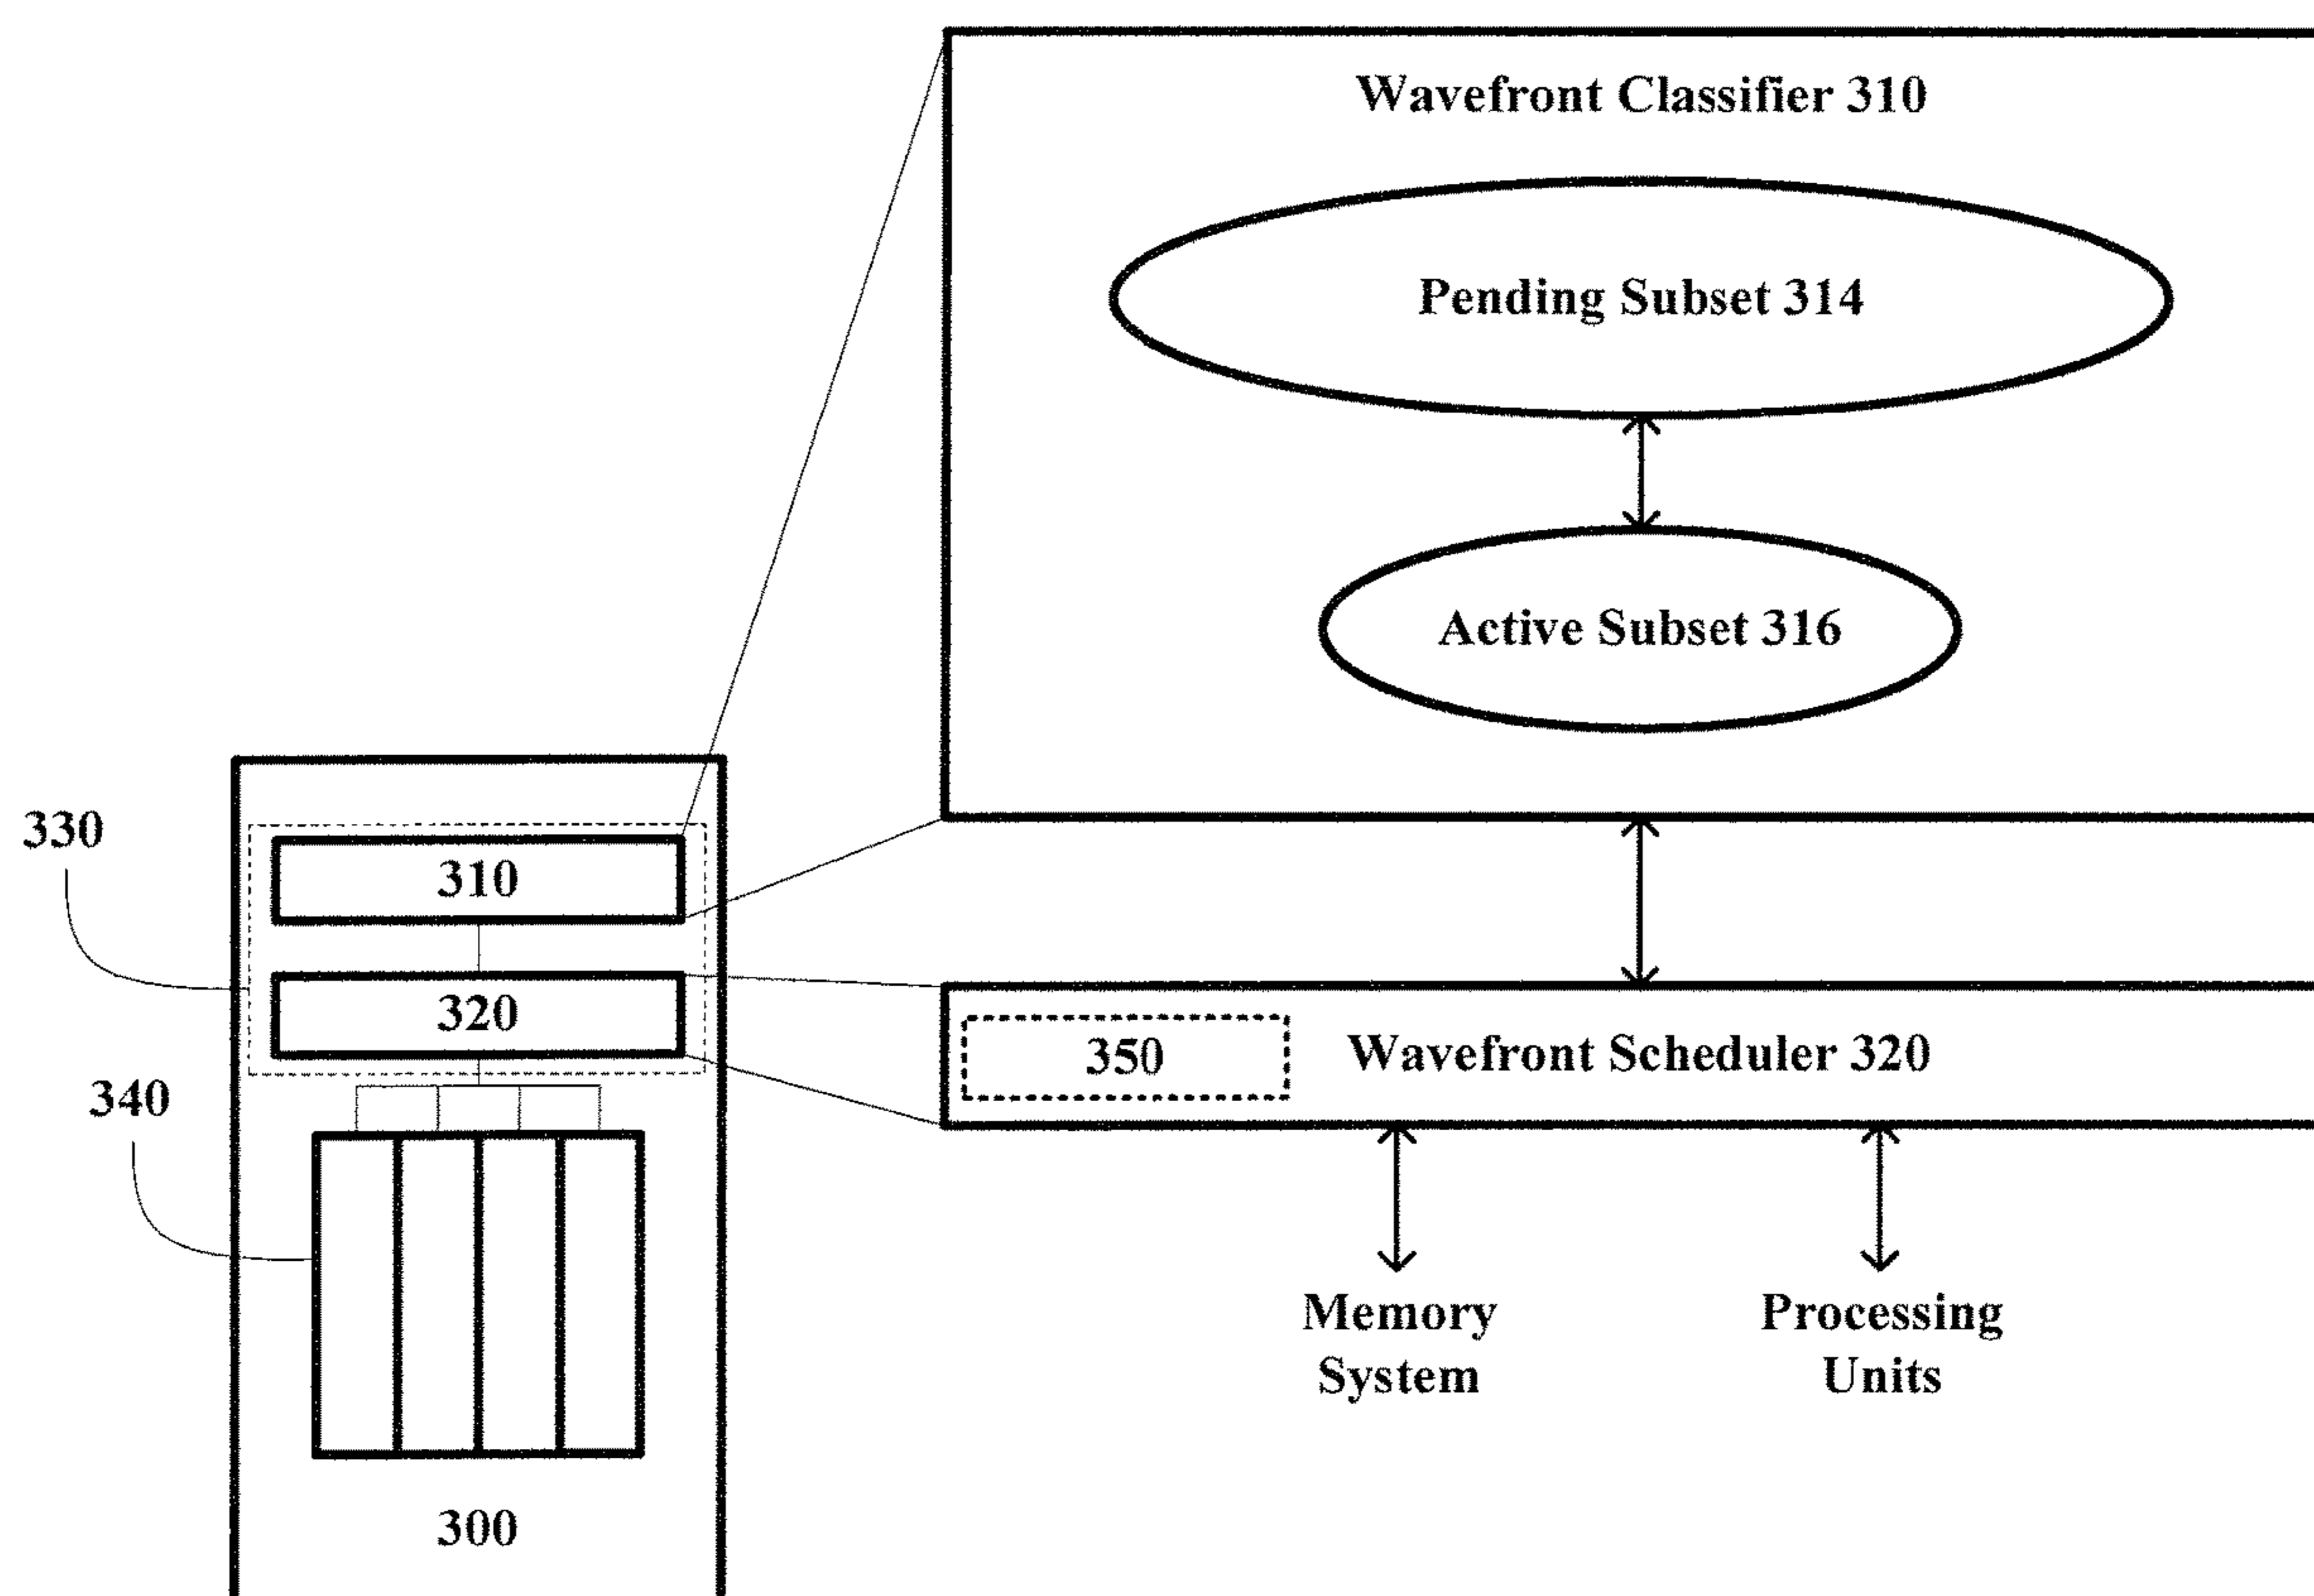 Wavefront Classifier 310
Pending Subset 314
Active Subset 316
330
310
320
350
Wavefront Scheduler 320
340
Memory
System
Processing
Units
300